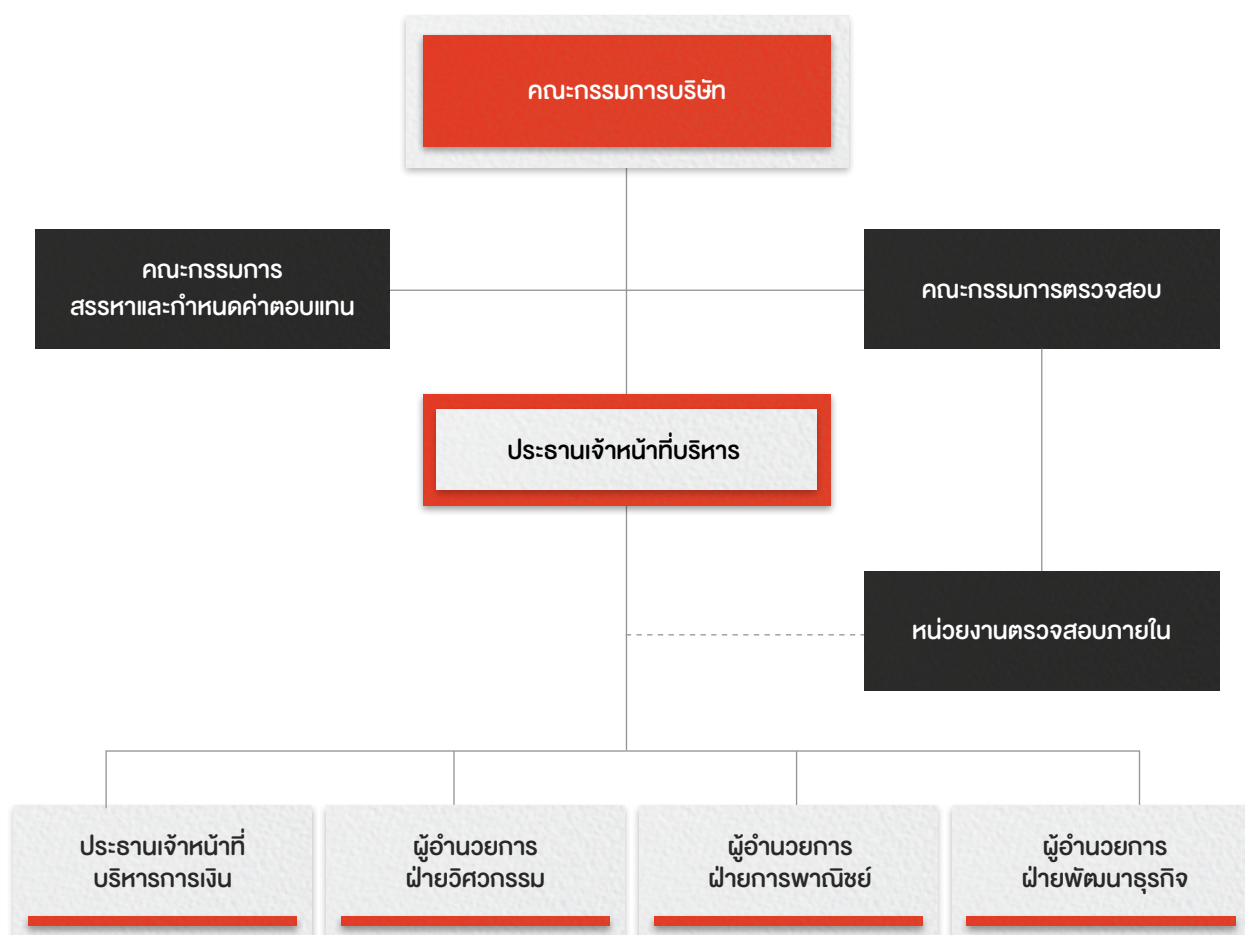 คณะกรรมการบริษัท
คณะกรรมการ
สรรหาและกำหนดค่าตอบแทน
คณะกรรมการตรวจสอบ
ประธานเจ้าหน้าที่บริหาร
หน่วยงานตรวจสอบภายใน
ประธานเจ้าหน้าที่
บริหารการเงิน
ผู้อำนวยการ
ฝ่ายวิศวกรรม
ผู้อำนวยการ
ฝ่ายการพาณิชย์
ผู้อำนวยการ
ฝ่ายพัฒนาธุรกิจ